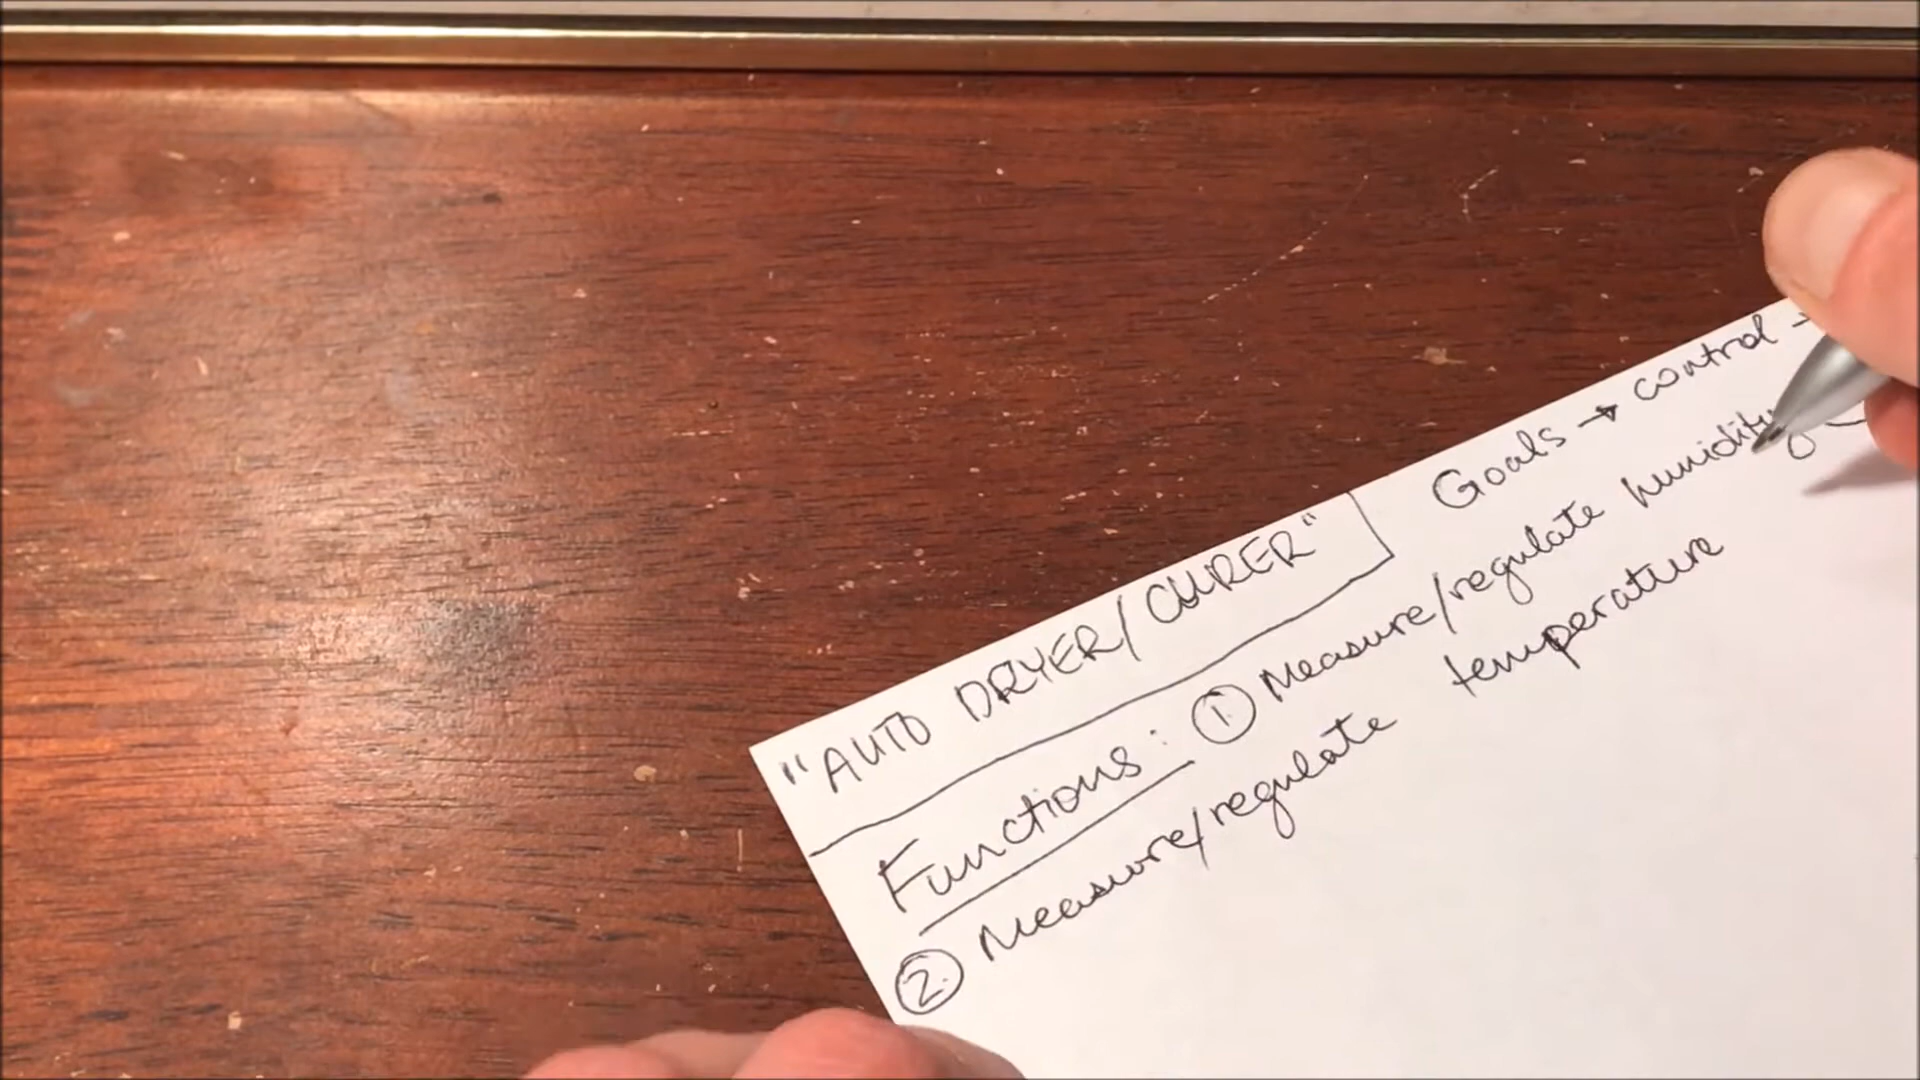 "AUTO DRYER/CURER" Goals → control →
Functions: ① Measure/regulate humidity
② Measure/regulate temperature